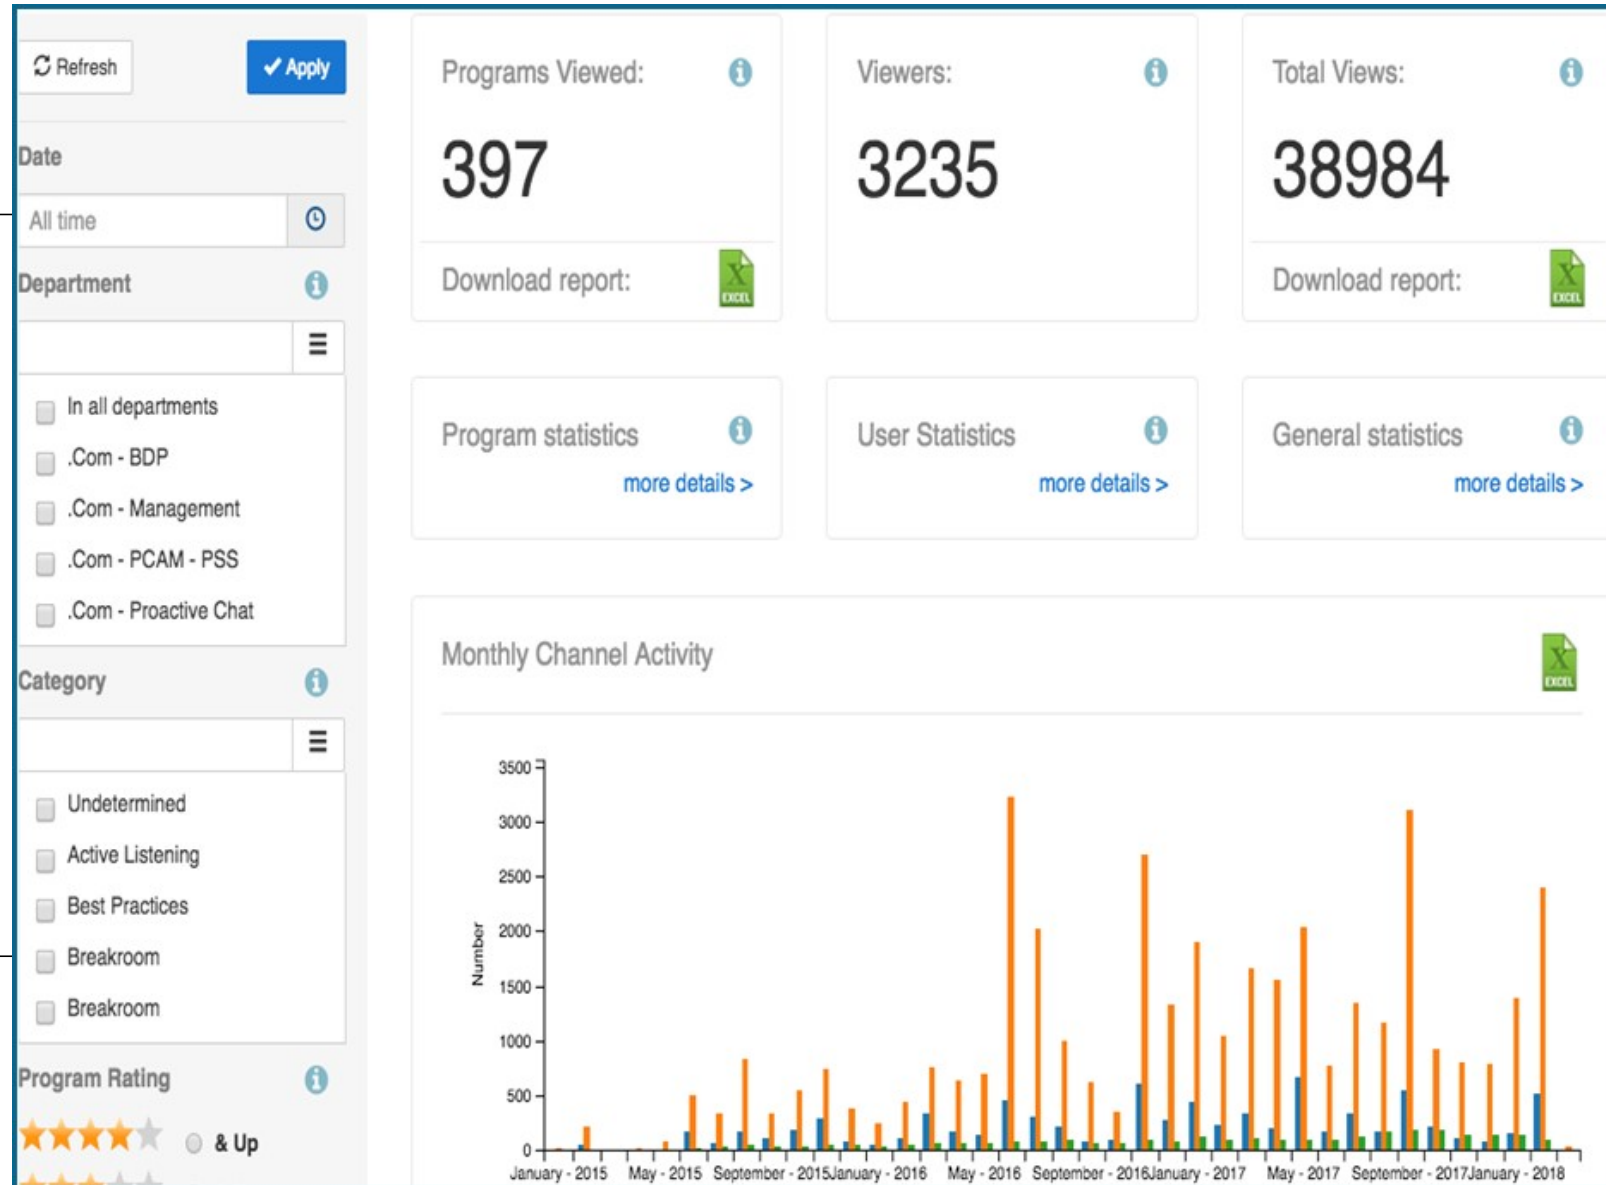 Refresh
Apply
Date
All time
Department
In all departments
.Com - BDP
.Com - Management
.Com - PCAM - PSS
.Com - Proactive Chat
Category
Undetermined
Active Listening
Best Practices
Breakroom
Breakroom
Program Rating
& Up
Programs Viewed:
397
Download report:
EXCEL
Viewers:
3235
Total Views:
38984
Download report:
EXCEL
Program statistics
more details >
User Statistics
more details >
General statistics
more details >
Monthly Channel Activity
EXCEL
Number
3500
3000
2500
2000
1500
1000
500
0
January - 2015 May - 2015 September - 2015 January - 2016 May - 2016 September - 2016 January - 2017 May - 2017 September - 2017 January - 2018